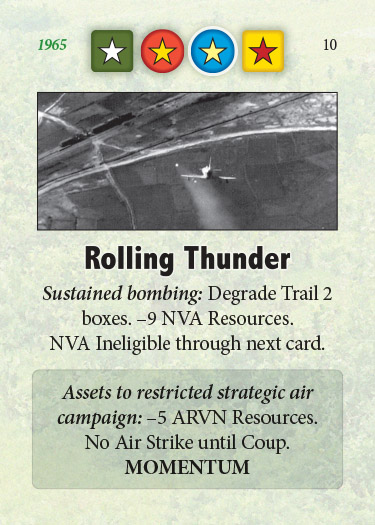 1965 10
Rolling Thunder
Sustained bombing: Degrade Trail 2
boxes. –9 NVA Resources.
NVA Ineligible through next card.
Assets to restricted strategic air
campaign: –5 ARVN Resources.
No Air Strike until Coup.
MOMENTUM